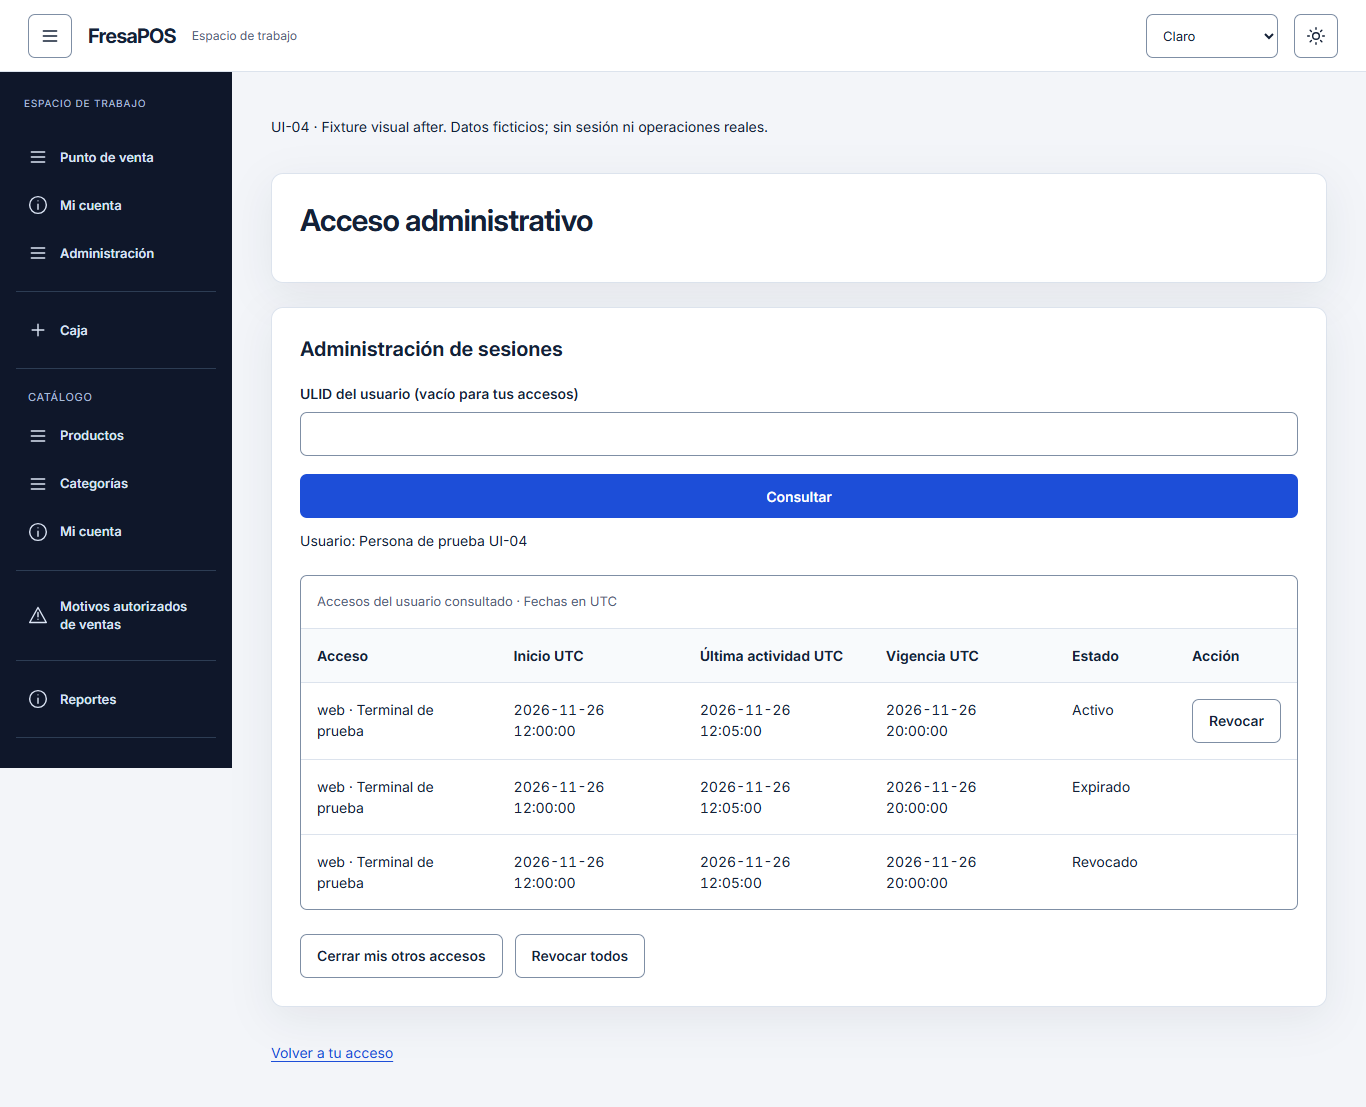 FresaPOS
Espacio de trabajo
Claro
ESPACIO DE TRABAJO
Punto de venta
Mi cuenta
Administración
Caja
CATÁLOGO
Productos
Categorías
Mi cuenta
Motivos autorizados
de ventas
Reportes
UI-04 · Fixture visual after. Datos ficticios; sin sesión ni operaciones reales.
Acceso administrativo
Administración de sesiones
ULID del usuario (vacío para tus accesos)
Consultar
Usuario: Persona de prueba UI-04
Accesos del usuario consultado · Fechas en UTC
Acceso Inicio UTC Última actividad UTC Vigencia UTC Estado Acción
web · Terminal de 2026-11-26 2026-11-26 2026-11-26 Activo Revocar
prueba 12:00:00 12:05:00 20:00:00
web · Terminal de 2026-11-26 2026-11-26 2026-11-26 Expirado
prueba 12:00:00 12:05:00 20:00:00
web · Terminal de 2026-11-26 2026-11-26 2026-11-26 Revocado
prueba 12:00:00 12:05:00 20:00:00
Cerrar mis otros accesos Revocar todos
Volver a tu acceso